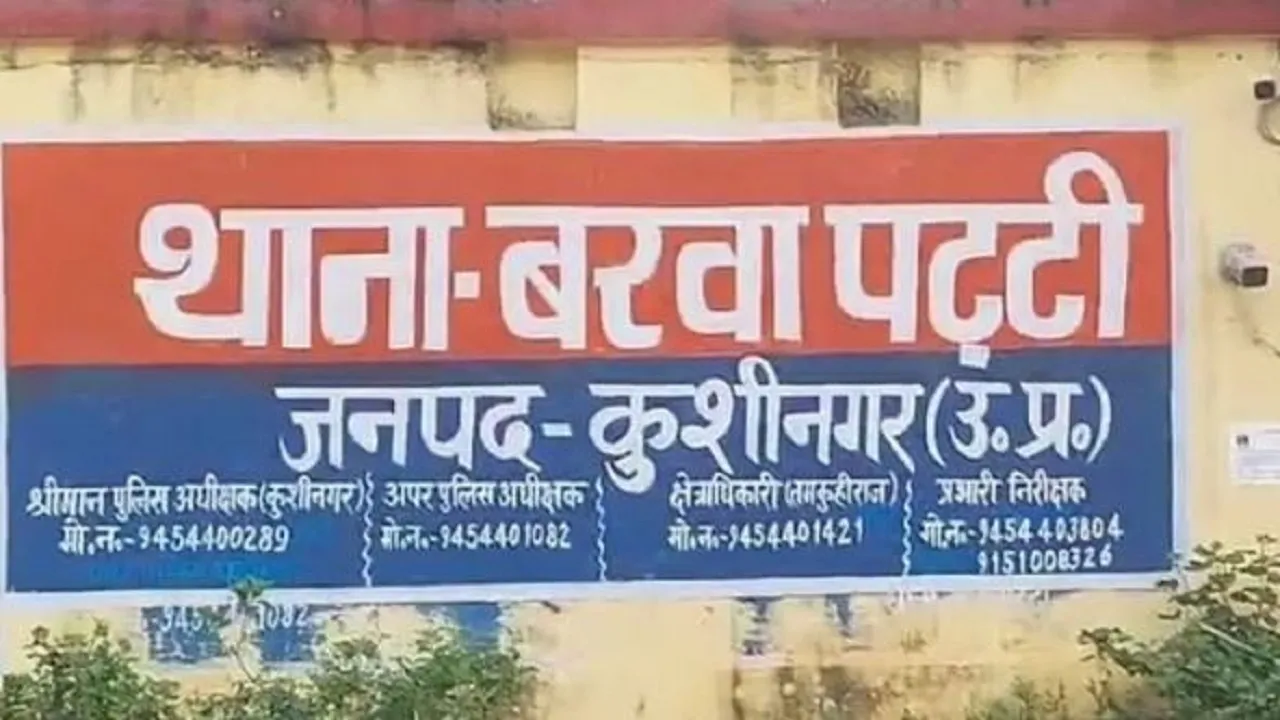 थाना-बरवा पट्टी
जनपद-कुशीनगर(उ.प्र.)
श्रीमान पुलिस अधीक्षक(कुशीनगर)
मो.न.-9454400289
अपर पुलिस अधीक्षक
मो.न.-9454401082
क्षेत्राधिकारी(तमकुहीराज)
मो.न.-9454401421
प्रभारी निरीक्षक
मो.न.-9454403804
9151008326